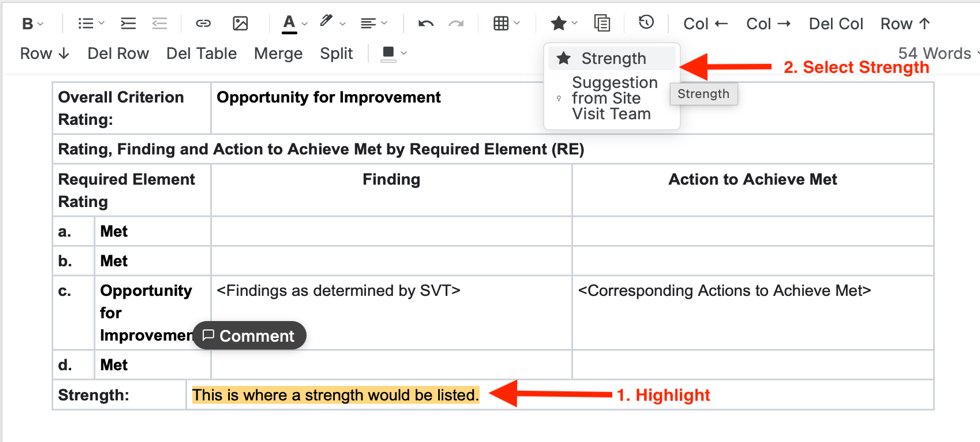 B Col ← Col → Del Col Row ↑
Row ↓ Del Row Del Table Merge Split 54 Words
A
Strength
Suggestion
from Site
Visit Team
Strength
2. Select Strength
Overall Criterion
Rating:
Opportunity for Improvement
Rating, Finding and Action to Achieve Met by Required Element (RE)
Required Element
Rating
Finding
Action to Achieve Met
a. Met
b. Met
c. Opportunity
for
Improvemen
<Findings as determined by SVT>
<Corresponding Actions to Achieve Met>
Comment
d. Met
Strength: This is where a strength would be listed.
1. Highlight